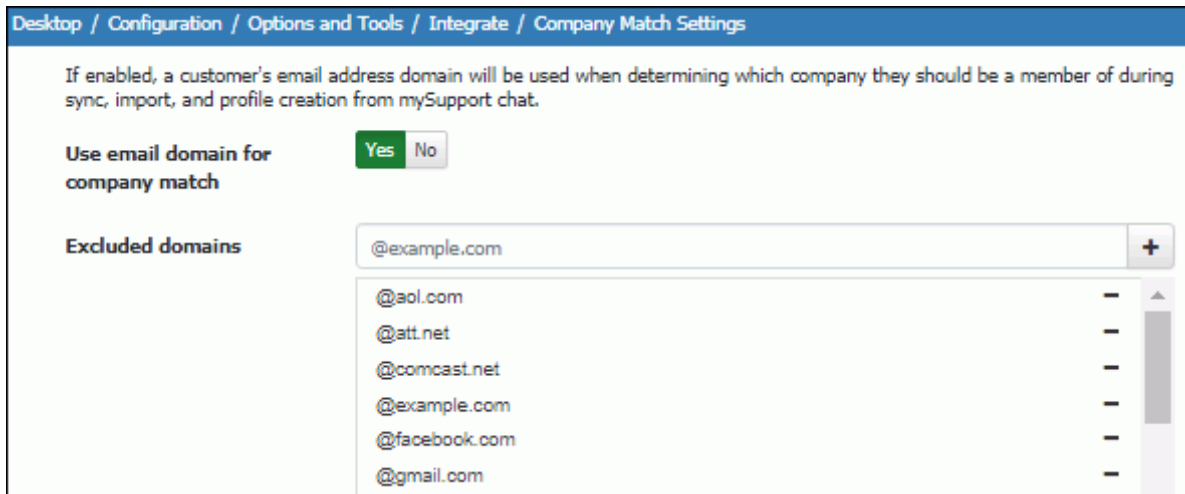 Desktop / Configuration / Options and Tools / Integrate / Company Match Settings
If enabled, a customer's email address domain will be used when determining which company they should be a member of during
sync, import, and profile creation from mySupport chat.
Use email domain for Yes No
company match
Excluded domains @example.com +
@aol.com
@att.net
@comcast.net
@example.com
@facebook.com
@gmail.com